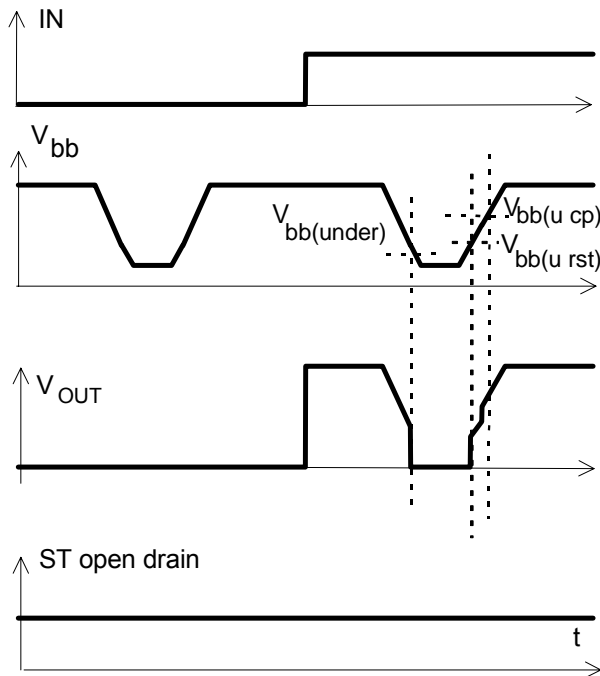 IN
V bb
V bb(under)
V bb(u cp)
V bb(u rst)
V OUT
ST open drain
t